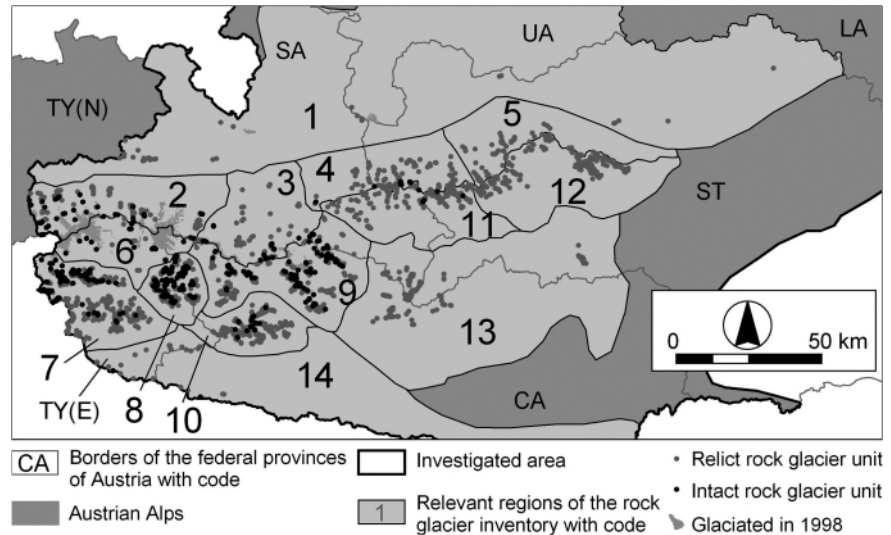 UA
LA
SA
TY(N)
1
5
4
3
2
12
ST
11
6
9
13
0 50 km
7
14
TY(E)
8
10
CA
CA Borders of the federal provinces
of Austria with code
Investigated area
Relict rock glacier unit
Intact rock glacier unit
Austrian Alps
1 Relevant regions of the rock
glacier inventory with code
Glaciated in 1998